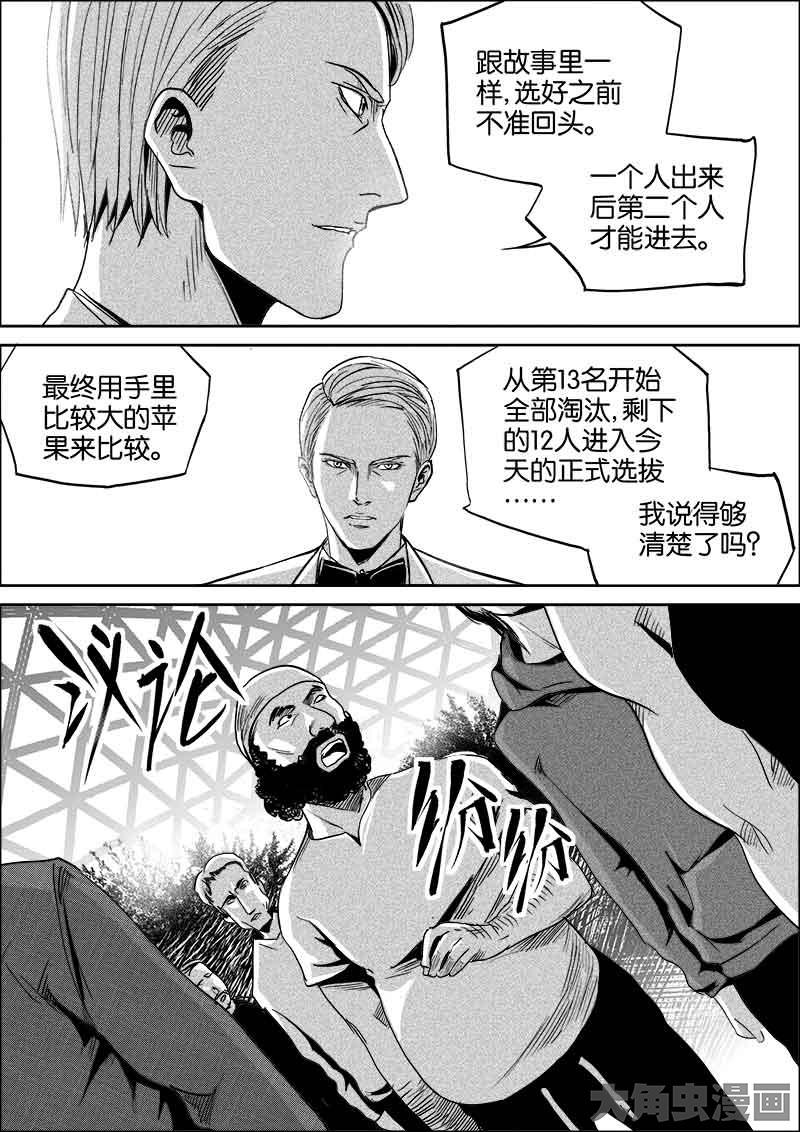 跟故事里一
样,选好之前
不准回头。
一个人出来
后第二个人
才能进去。
最终用手里
比较大的苹
果来比较。
从第13名开始
全部淘汰,剩下
的12人进入今
天的正式选拔
……
我说得够
清楚了吗?
议论
纷纷
大角虫漫画